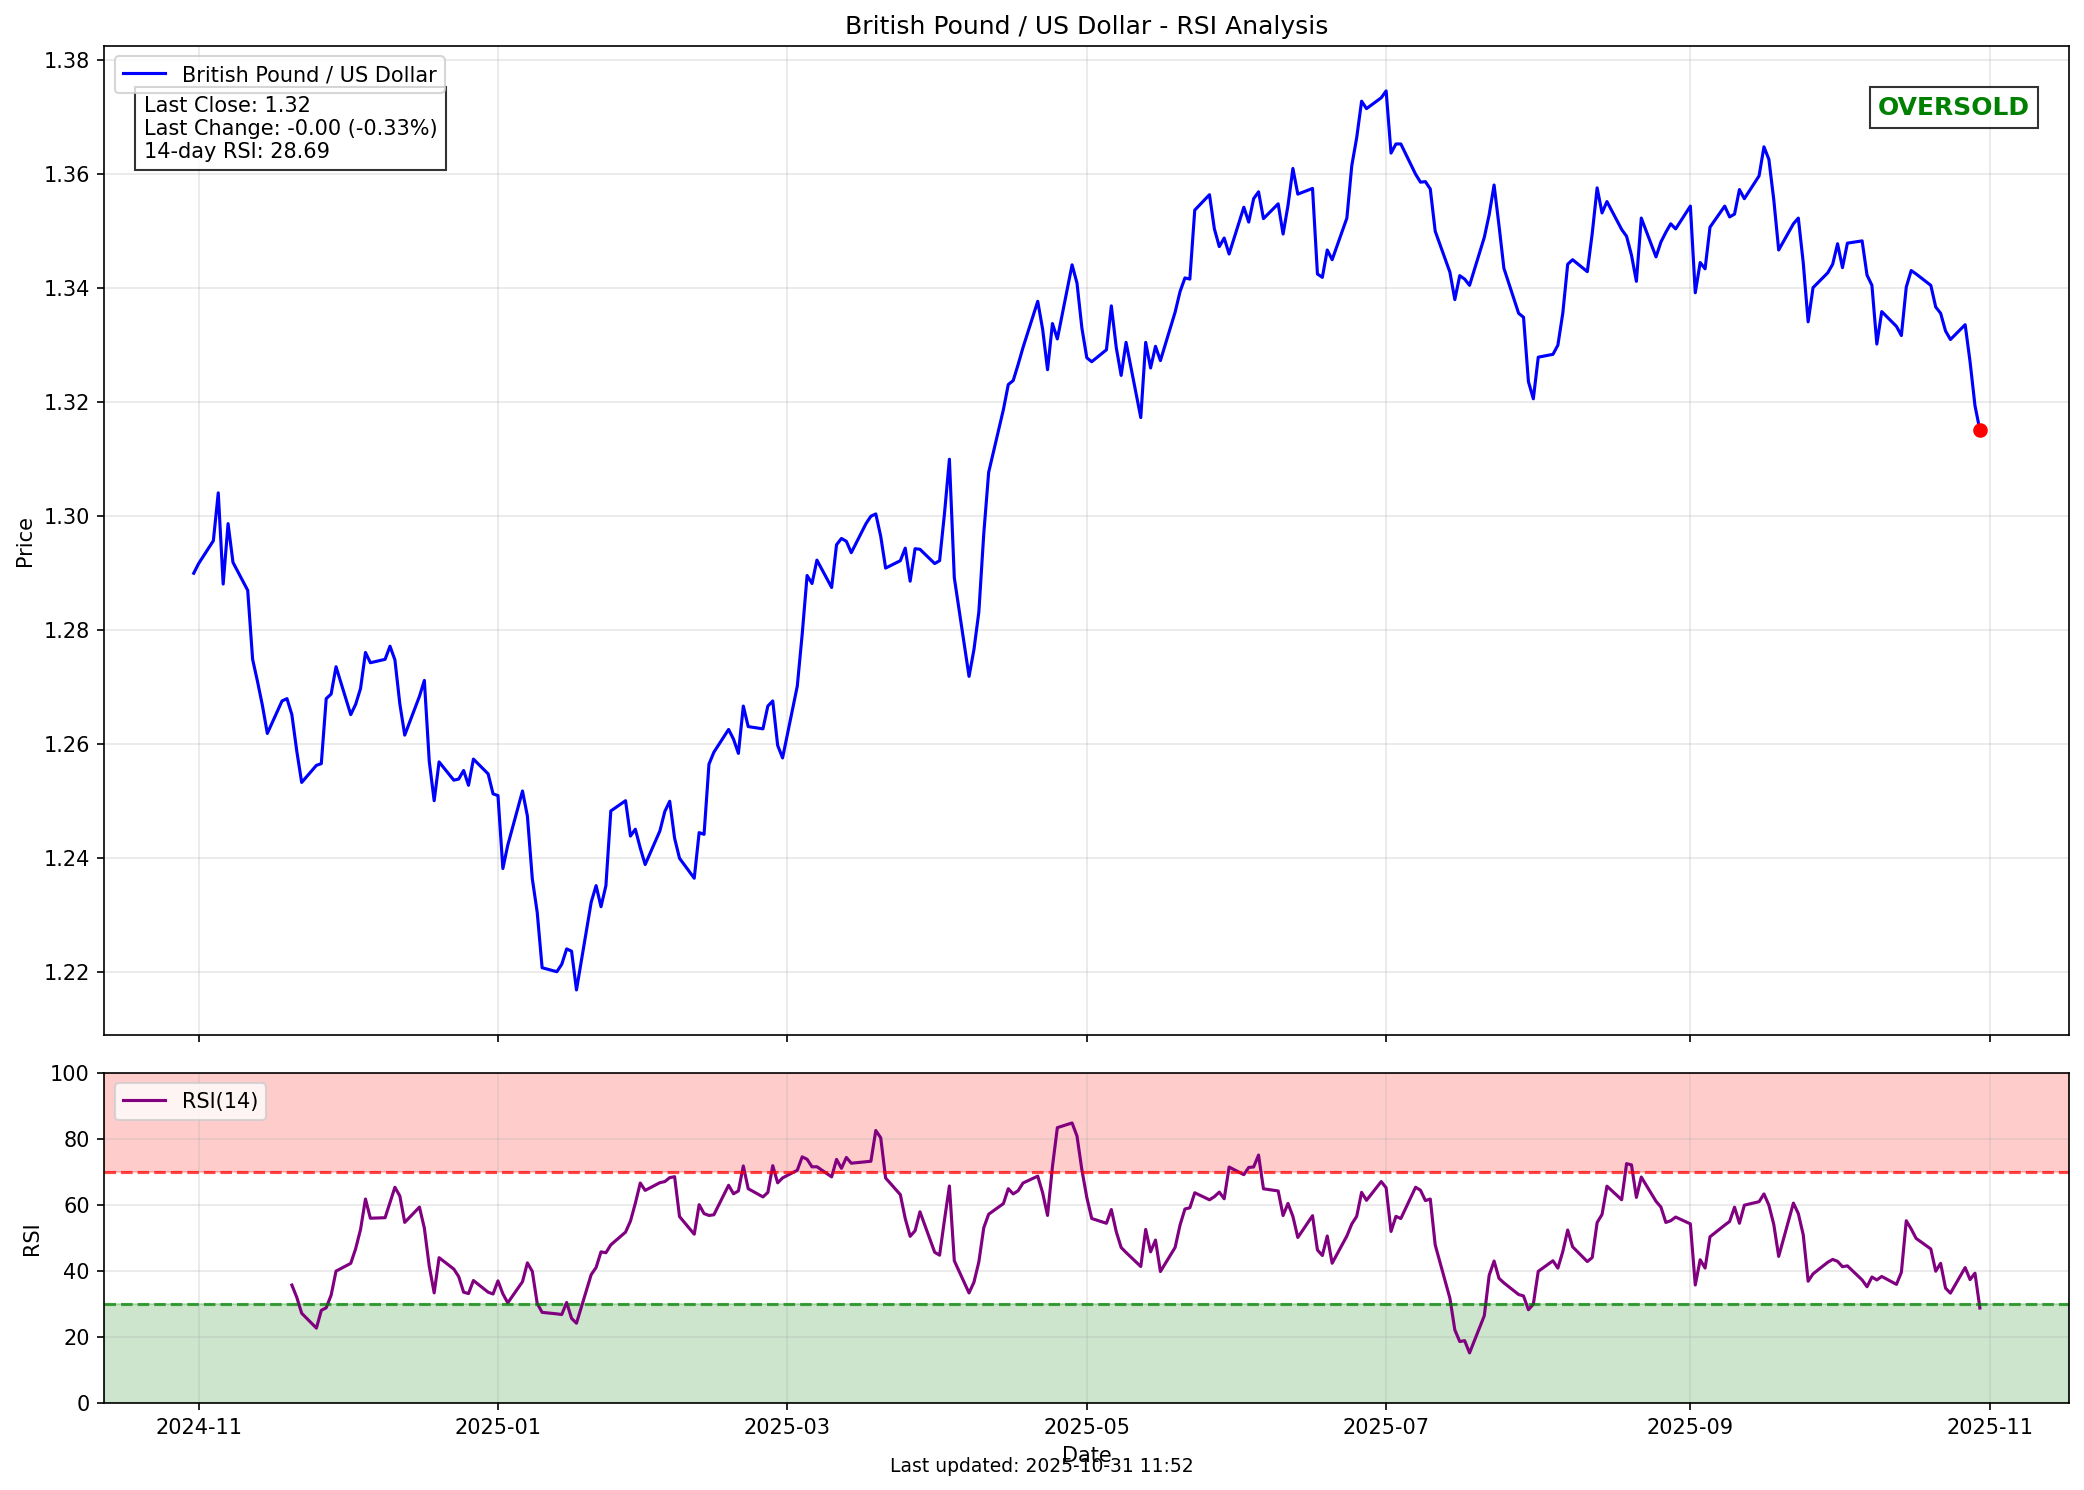 British Pound / US Dollar - RSI Analysis
British Pound / US Dollar
Last Close: 1.32
Last Change: -0.00 (-0.33%)
14-day RSI: 28.69
OVERSOLD
Price
1.38
1.36
1.34
1.32
1.30
1.28
1.26
1.24
1.22
RSI(14)
RSI
100
80
60
40
20
0
2024-11
2025-01
2025-03
2025-05
2025-07
2025-09
2025-11
Date
Last updated: 2025-10-31 11:52